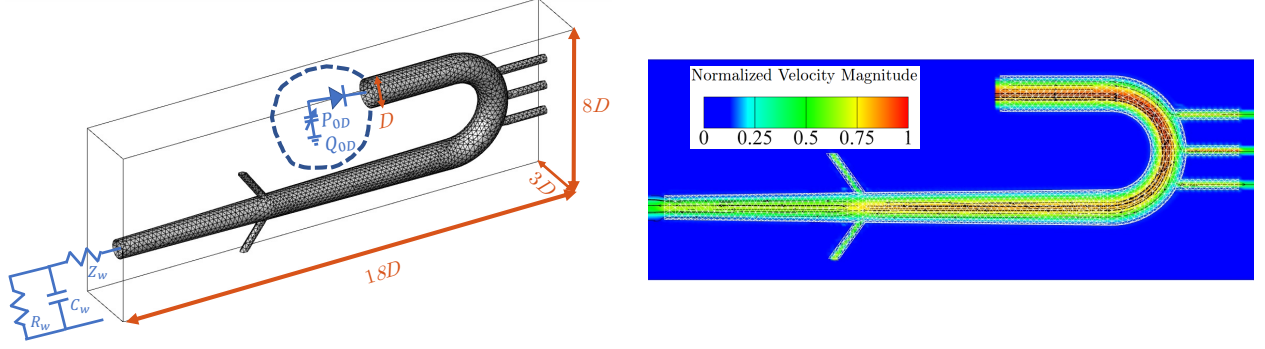 P0D
Q0D
D
8D
3D
18D
Zw
Cw
Rw
Normalized Velocity Magnitude
0 0.25 0.5 0.75 1